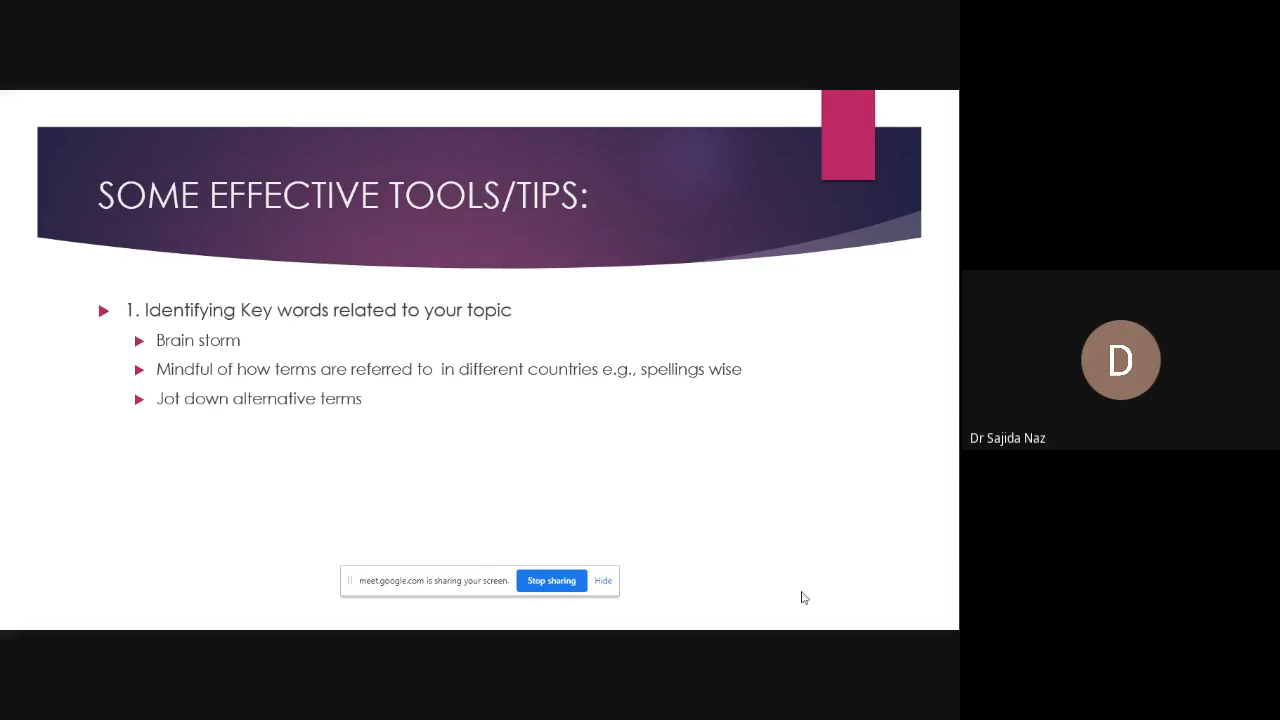 SOME EFFECTIVE TOOLS/TIPS:
1. Identifying Key words related to your topic
Brain storm
Mindful of how terms are referred to  in different countries e.g., spellings wise
Jot down alternative terms
meet.google.com is sharing your screen. Stop sharing Hide
D
Dr Sajida Naz